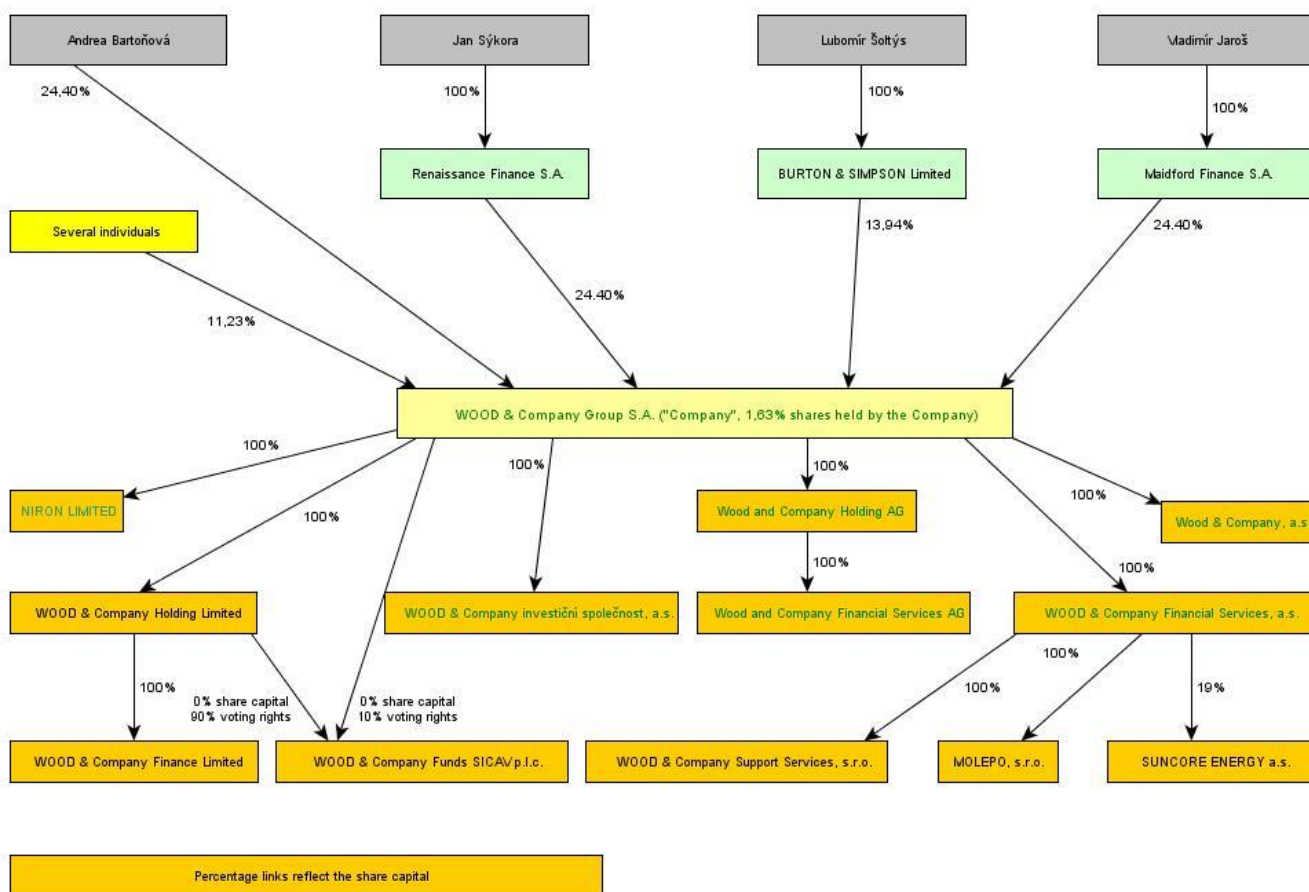 Andrea Bartoňová
Jan Sýkora
Lubomír Šoltýs
Vladimír Jaroš
24,40%
100%
100%
100%
Renaissance Finance S.A.
BURTON & SIMPSON Limited
Maidford Finance S.A.
Several individuals
13,94%
24.40%
24.40%
11,23%
WOOD & Company Group S.A. ("Company", 1,63% shares held by the Company)
100%
100%
100%
100%
NIRON LIMITED
Wood and Company Holding AG
Wood & Company, a.s
100%
100%
100%
WOOD & Company Holding Limited
WOOD & Company investiční společnost, a.s.
Wood and Company Financial Services AG
WOOD & Company Financial Services, a.s.
100%
100%
100%
19%
0% share capital
90% voting rights
0% share capital
10% voting rights
WOOD & Company Finance Limited
WOOD & Company Funds SICAV p.l.c.
WOOD & Company Support Services, s.r.o.
MOLEPO, s.r.o.
SUNCORE ENERGY a.s.
Percentage links reflect the share capital